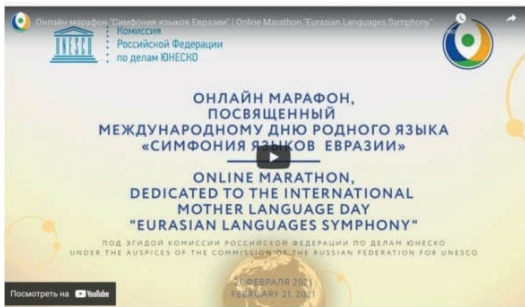 Онлайн марафон "Симфония языков Евразии" | Online Marathon "Eurasian Languages Symphony"
UNESCO
Комиссия
Российской Федерации
по делам ЮНЕСКО
ОНЛАЙН МАРАФОН,
ПОСВЯЩЕННЫЙ
МЕЖДУНАРОДНОМУ ДНЮ РОДНОГО ЯЗЫКА
«СИМФОНИЯ ЯЗЫКОВ ЕВРАЗИИ»
ONLINE MARATHON,
DEDICATED TO THE INTERNATIONAL
MOTHER LANGUAGE DAY
"EURASIAN LANGUAGES SYMPHONY"
ПОД ЭГИДОЙ КОМИССИИ РОССИЙСКОЙ ФЕДЕРАЦИИ ПО ДЕЛАМ ЮНЕСКО
UNDER THE AUSPICES OF THE COMMISSION OF THE RUSSIAN FEDERATION FOR UNESCO
21 ФЕВРАЛЯ 2021
FEBRUARY 21, 2021
Посмотреть на YouTube